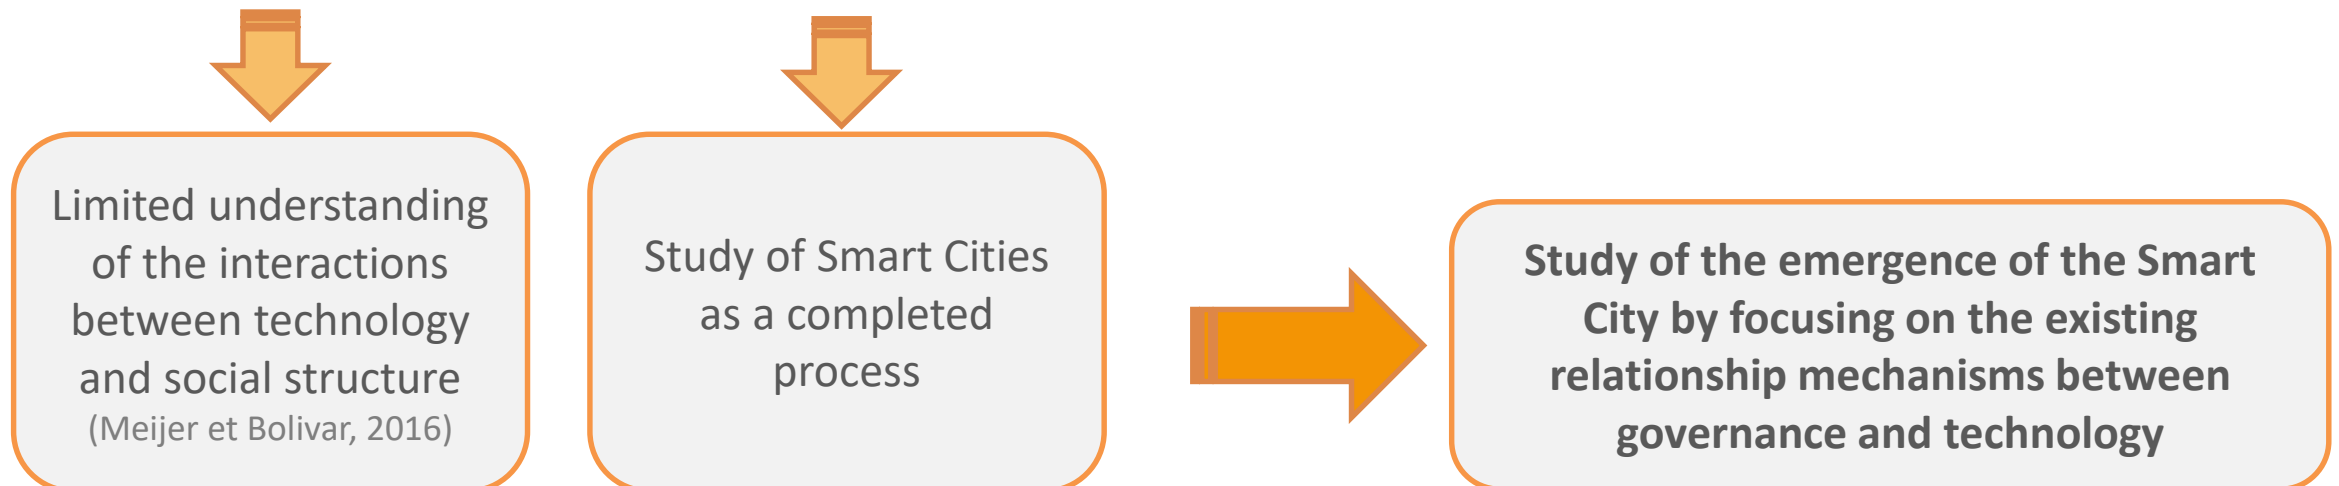 Limited understanding
of the interactions
between technology
and social structure
(Meijer et Bolivar, 2016)
Study of Smart Cities
as a completed
process
Study of the emergence of the Smart
City by focusing on the existing
relationship mechanisms between
governance and technology